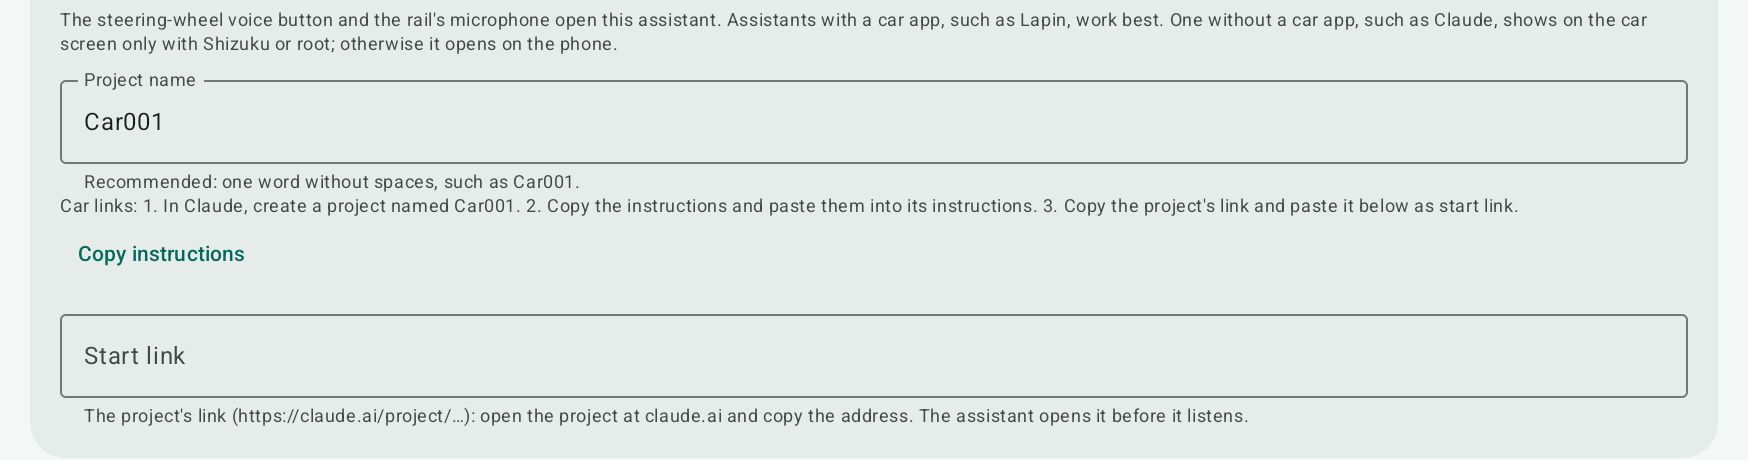 The steering-wheel voice button and the rail's microphone open this assistant. Assistants with a car app, such as Lapin, work best. One without a car app, such as Claude, shows on the car
screen only with Shizuku or root; otherwise it opens on the phone.
Project name
Car001
Recommended: one word without spaces, such as Car001.
Car links: 1. In Claude, create a project named Car001. 2. Copy the instructions and paste them into its instructions. 3. Copy the project's link and paste it below as start link.
Copy instructions
Start link
The project's link (https://claude.ai/project/…): open the project at claude.ai and copy the address. The assistant opens it before it listens.